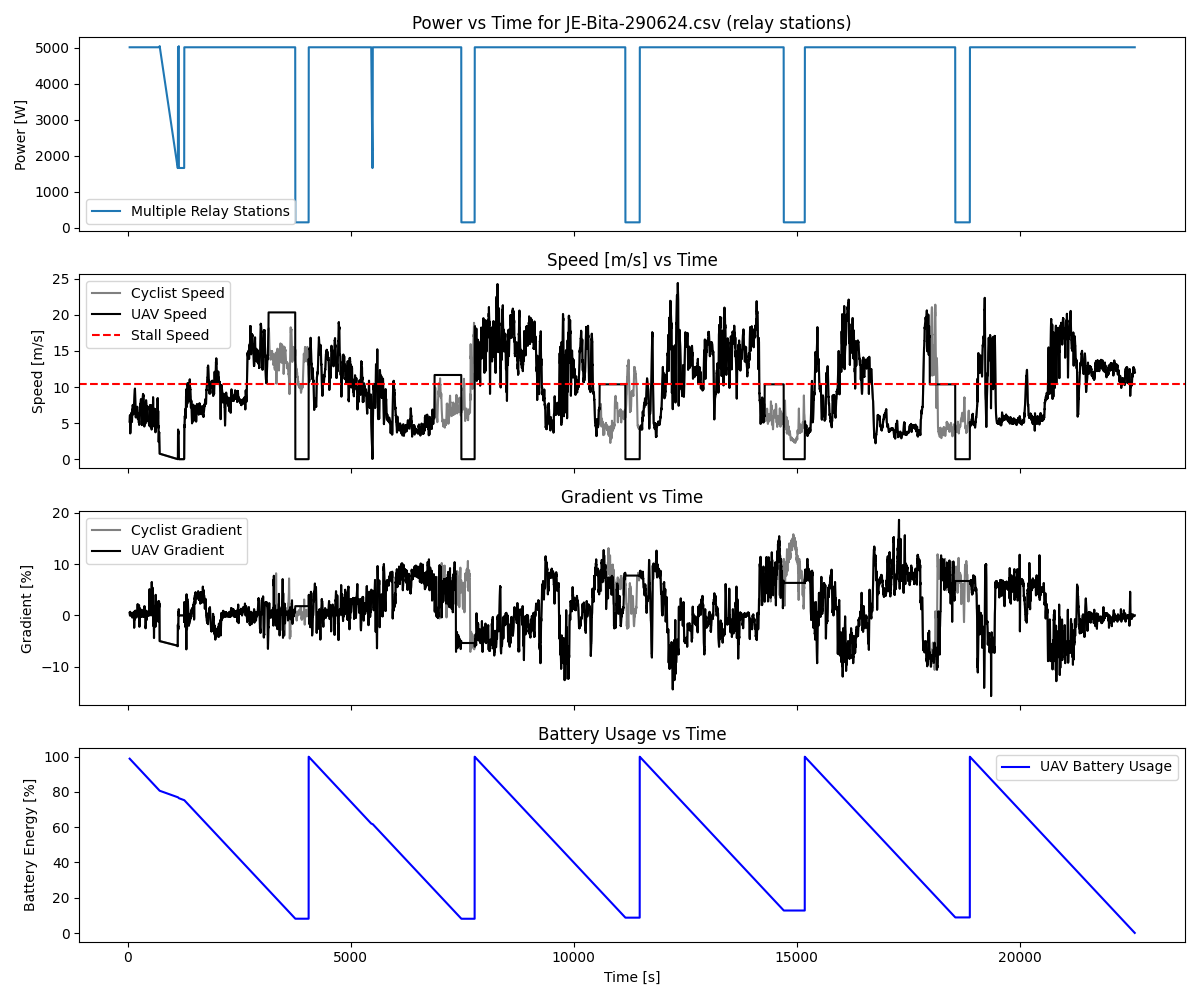 Power vs Time for JE-Bita-290624.csv (relay stations)
5000
4000
3000
2000
1000
0
Power [W]
Multiple Relay Stations
Speed [m/s] vs Time
25
20
15
10
5
0
Speed [m/s]
Cyclist Speed
UAV Speed
Stall Speed
Gradient vs Time
20
10
0
−10
Gradient [%]
Cyclist Gradient
UAV Gradient
Battery Usage vs Time
100
80
60
40
20
0
Battery Energy [%]
UAV Battery Usage
0
5000
10000
15000
20000
Time [s]